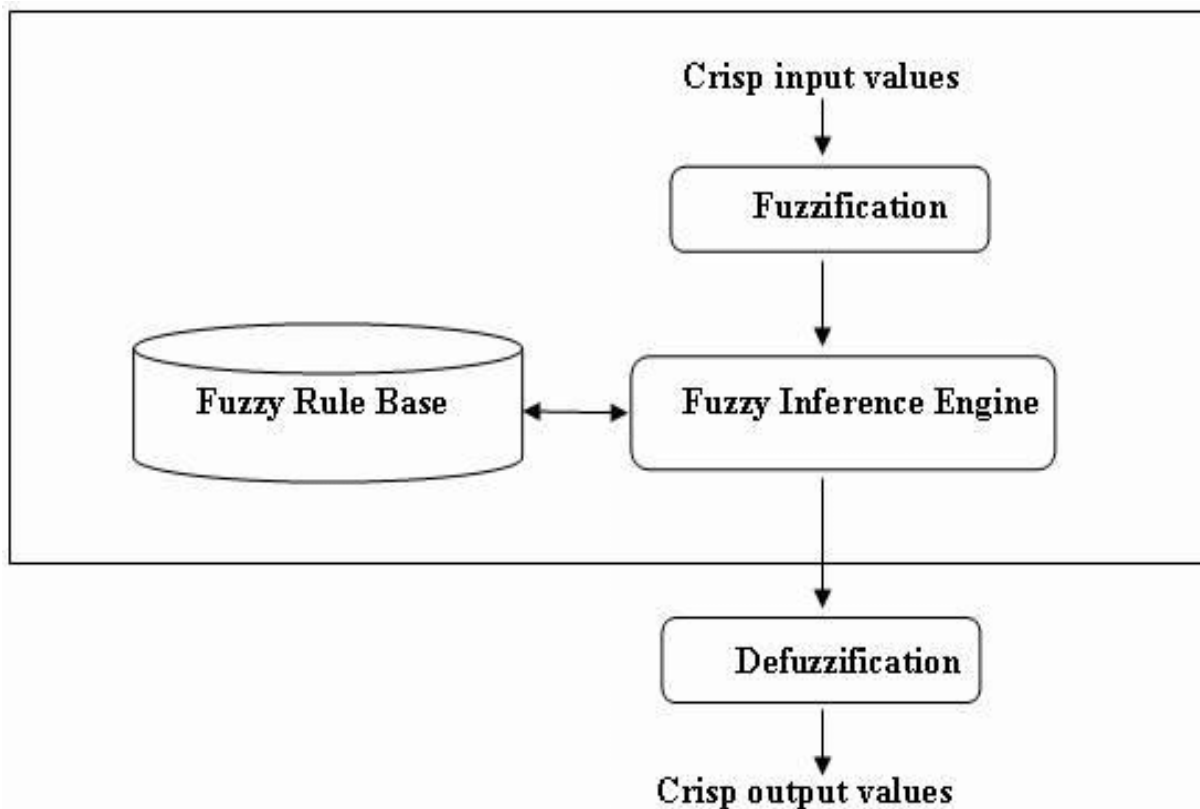 Crisp input values
Fuzzification
Fuzzy Rule Base
Fuzzy Inference Engine
Defuzzification
Crisp output values